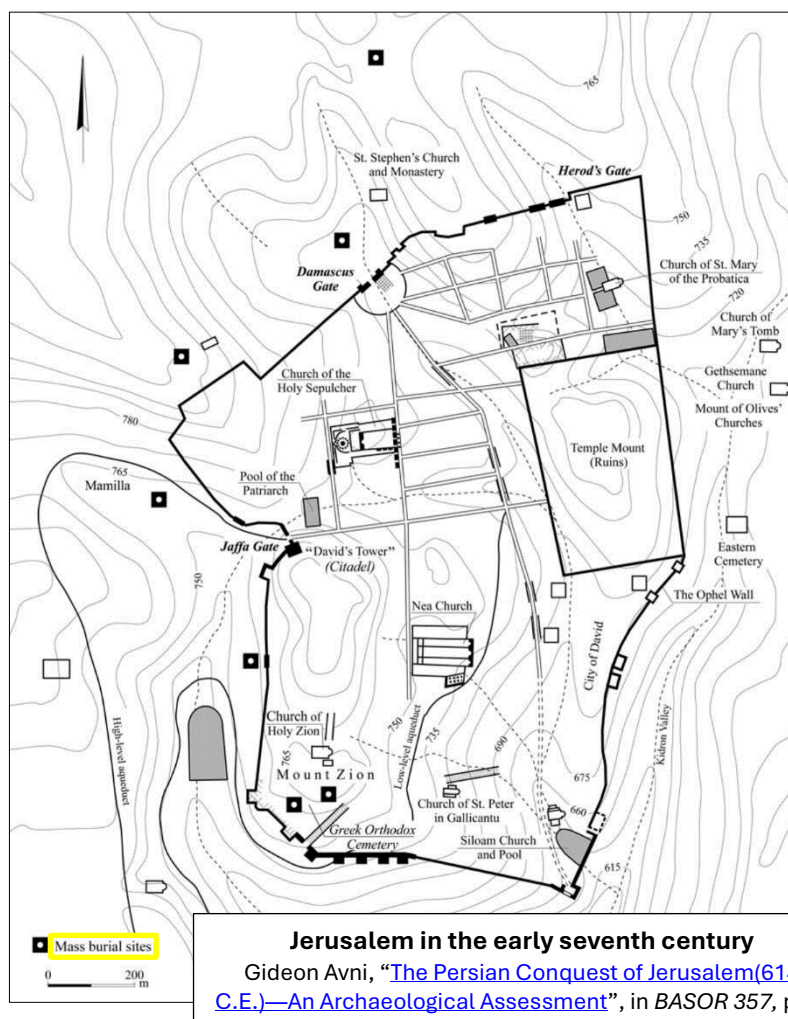 765
St. Stephen's Church
and Monastery
Herod's Gate
750
735
Damascus
Gate
Church of St. Mary
of the Probatica
720
Church of
Mary's Tomb
Church of the
Holy Sepulcher
Gethsemane
Church
Mount of Olives'
Churches
780
Temple Mount
(Ruins)
765
Mamilla
Pool of the
Patriarch
Jaffa Gate
"David's Tower"
(Citadel)
Eastern
Cemetery
750
The Ophel Wall
Nea Church
City of David
Kidron Valley
High-level aqueduct
Church of
Holy Zion
765
Mount Zion
750
Low-level aqueduct
735
690
675
660
Church of St. Peter
in Gallicantu
Greek Orthodox
Cemetery
Siloam Church
and Pool
615
Mass burial sites
0 200
m
Jerusalem in the early seventh century
Gideon Avni, “The Persian Conquest of Jerusalem(61
C.E.)—An Archaeological Assessment”, in BASOR 357, p